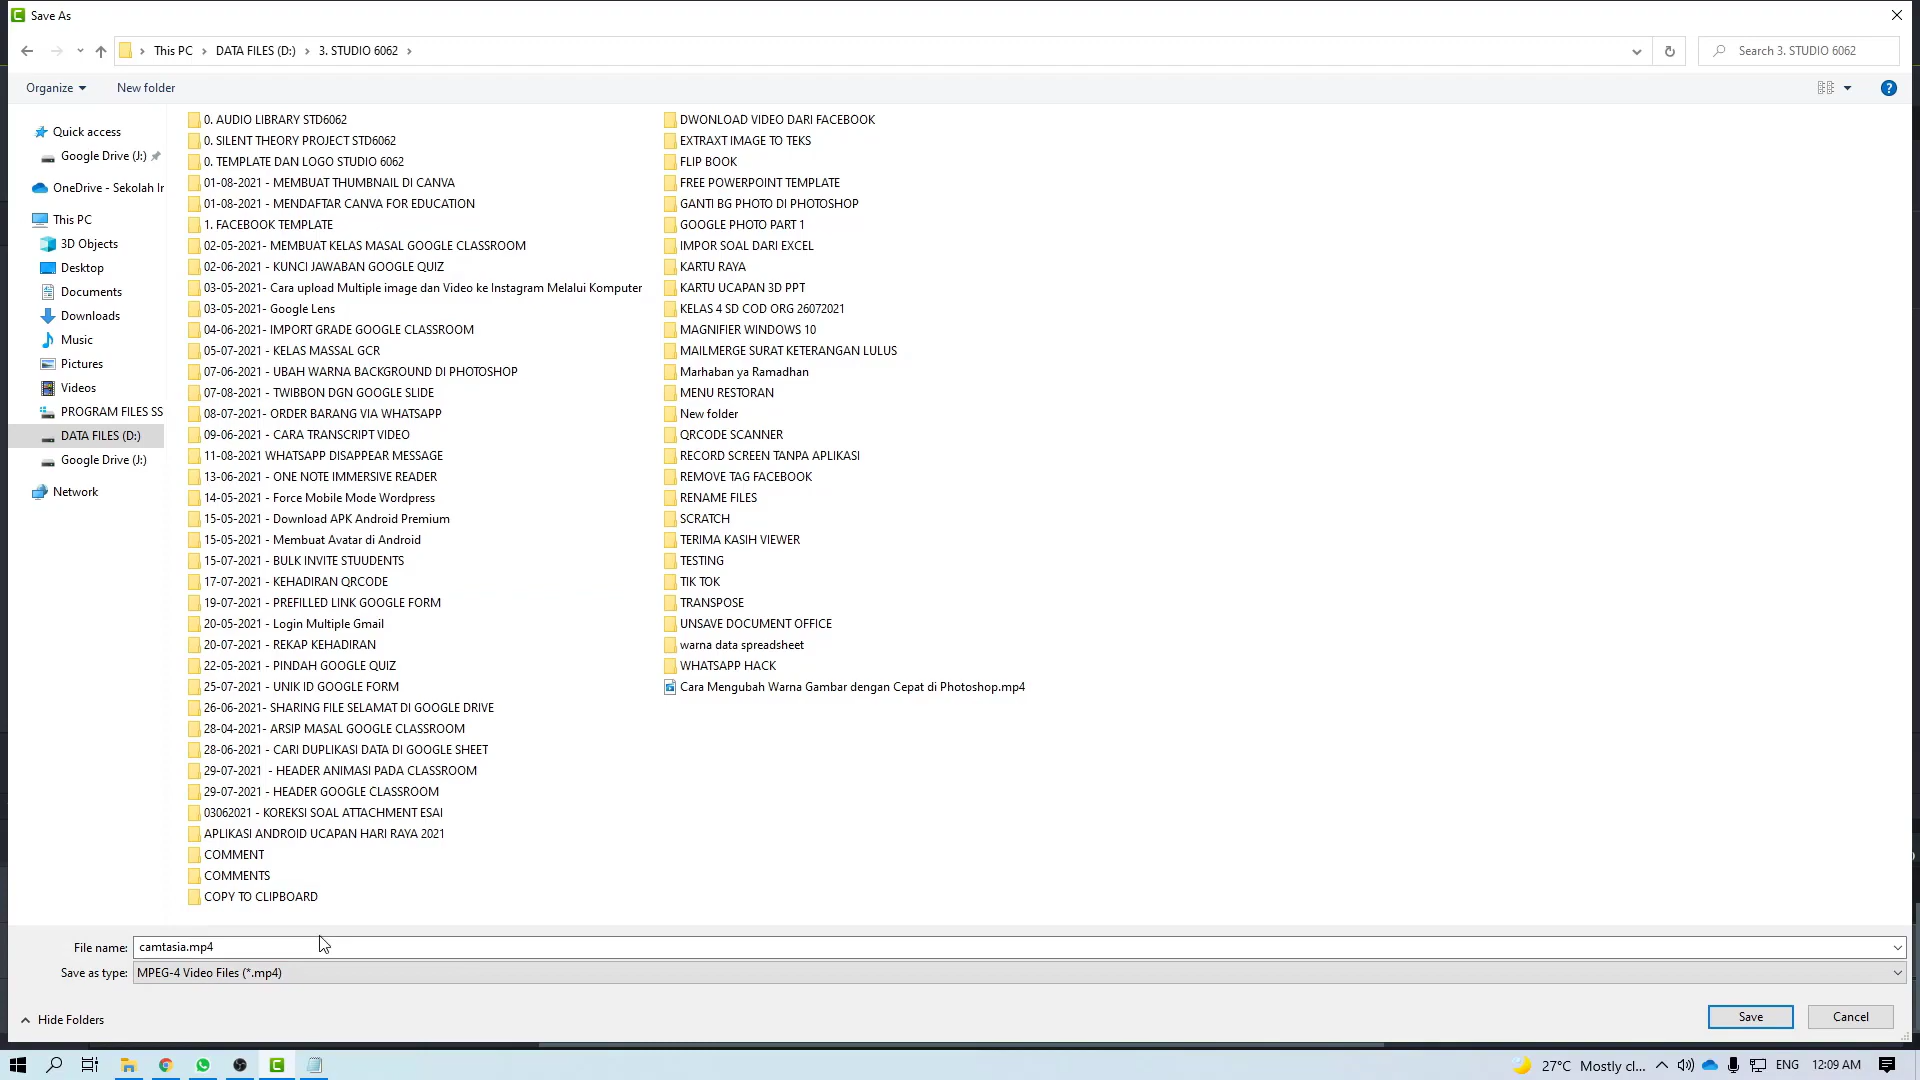 Save As
This PC > DATA FILES (D:) > 3. STUDIO 6062 >
Search 3. STUDIO 6062
Organize
New folder
Quick access
Google Drive (J:)
OneDrive - Sekolah Ir
This PC
3D Objects
Desktop
Documents
Downloads
Music
Pictures
Videos
PROGRAM FILES SS
DATA FILES (D:)
Google Drive (J:)
Network
0. AUDIO LIBRARY STD6062
0. SILENT THEORY PROJECT STD6062
0. TEMPLATE DAN LOGO STUDIO 6062
01-08-2021 - MEMBUAT THUMBNAIL DI CANVA
01-08-2021 - MENDAFTAR CANVA FOR EDUCATION
1. FACEBOOK TEMPLATE
02-05-2021- MEMBUAT KELAS MASAL GOOGLE CLASSROOM
02-06-2021 - KUNCI JAWABAN GOOGLE QUIZ
03-05-2021- Cara upload Multiple image dan Video ke Instagram Melalui Komputer
03-05-2021- Google Lens
04-06-2021- IMPORT GRADE GOOGLE CLASSROOM
05-07-2021 - KELAS MASSAL GCR
07-06-2021 - UBAH WARNA BACKGROUND DI PHOTOSHOP
07-08-2021 - TWIBBON DGN GOOGLE SLIDE
08-07-2021- ORDER BARANG VIA WHATSAPP
09-06-2021 - CARA TRANSCRIPT VIDEO
11-08-2021 WHATSAPP DISAPPEAR MESSAGE
13-06-2021 - ONE NOTE IMMERSIVE READER
14-05-2021 - Force Mobile Mode Wordpress
15-05-2021 - Download APK Android Premium
15-05-2021 - Membuat Avatar di Android
15-07-2021 - BULK INVITE STUUDENTS
17-07-2021 - KEHADIRAN QRCODE
19-07-2021 - PREFILLED LINK GOOGLE FORM
20-05-2021 - Login Multiple Gmail
20-07-2021 - REKAP KEHADIRAN
22-05-2021 - PINDAH GOOGLE QUIZ
25-07-2021 - UNIK ID GOOGLE FORM
26-06-2021- SHARING FILE SELAMAT DI GOOGLE DRIVE
28-04-2021- ARSIP MASAL GOOGLE CLASSROOM
28-06-2021 - CARI DUPLIKASI DATA DI GOOGLE SHEET
29-07-2021  - HEADER ANIMASI PADA CLASSROOM
29-07-2021 - HEADER GOOGLE CLASSROOM
03062021 - KOREKSI SOAL ATTACHMENT ESAI
APLIKASI ANDROID UCAPAN HARI RAYA 2021
COMMENT
COMMENTS
COPY TO CLIPBOARD
DWONLOAD VIDEO DARI FACEBOOK
EXTRAXT IMAGE TO TEKS
FLIP BOOK
FREE POWERPOINT TEMPLATE
GANTI BG PHOTO DI PHOTOSHOP
GOOGLE PHOTO PART 1
IMPOR SOAL DARI EXCEL
KARTU RAYA
KARTU UCAPAN 3D PPT
KELAS 4 SD COD ORG 26072021
MAGNIFIER WINDOWS 10
MAILMERGE SURAT KETERANGAN LULUS
Marhaban ya Ramadhan
MENU RESTORAN
New folder
QRCODE SCANNER
RECORD SCREEN TANPA APLIKASI
REMOVE TAG FACEBOOK
RENAME FILES
SCRATCH
TERIMA KASIH VIEWER
TESTING
TIK TOK
TRANSPOSE
UNSAVE DOCUMENT OFFICE
warna data spreadsheet
WHATSAPP HACK
Cara Mengubah Warna Gambar dengan Cepat di Photoshop.mp4
File name: camtasia.mp4
Save as type: MPEG-4 Video Files (*.mp4)
Hide Folders
Save
Cancel
27°C Mostly cl...
ENG
12:09 AM